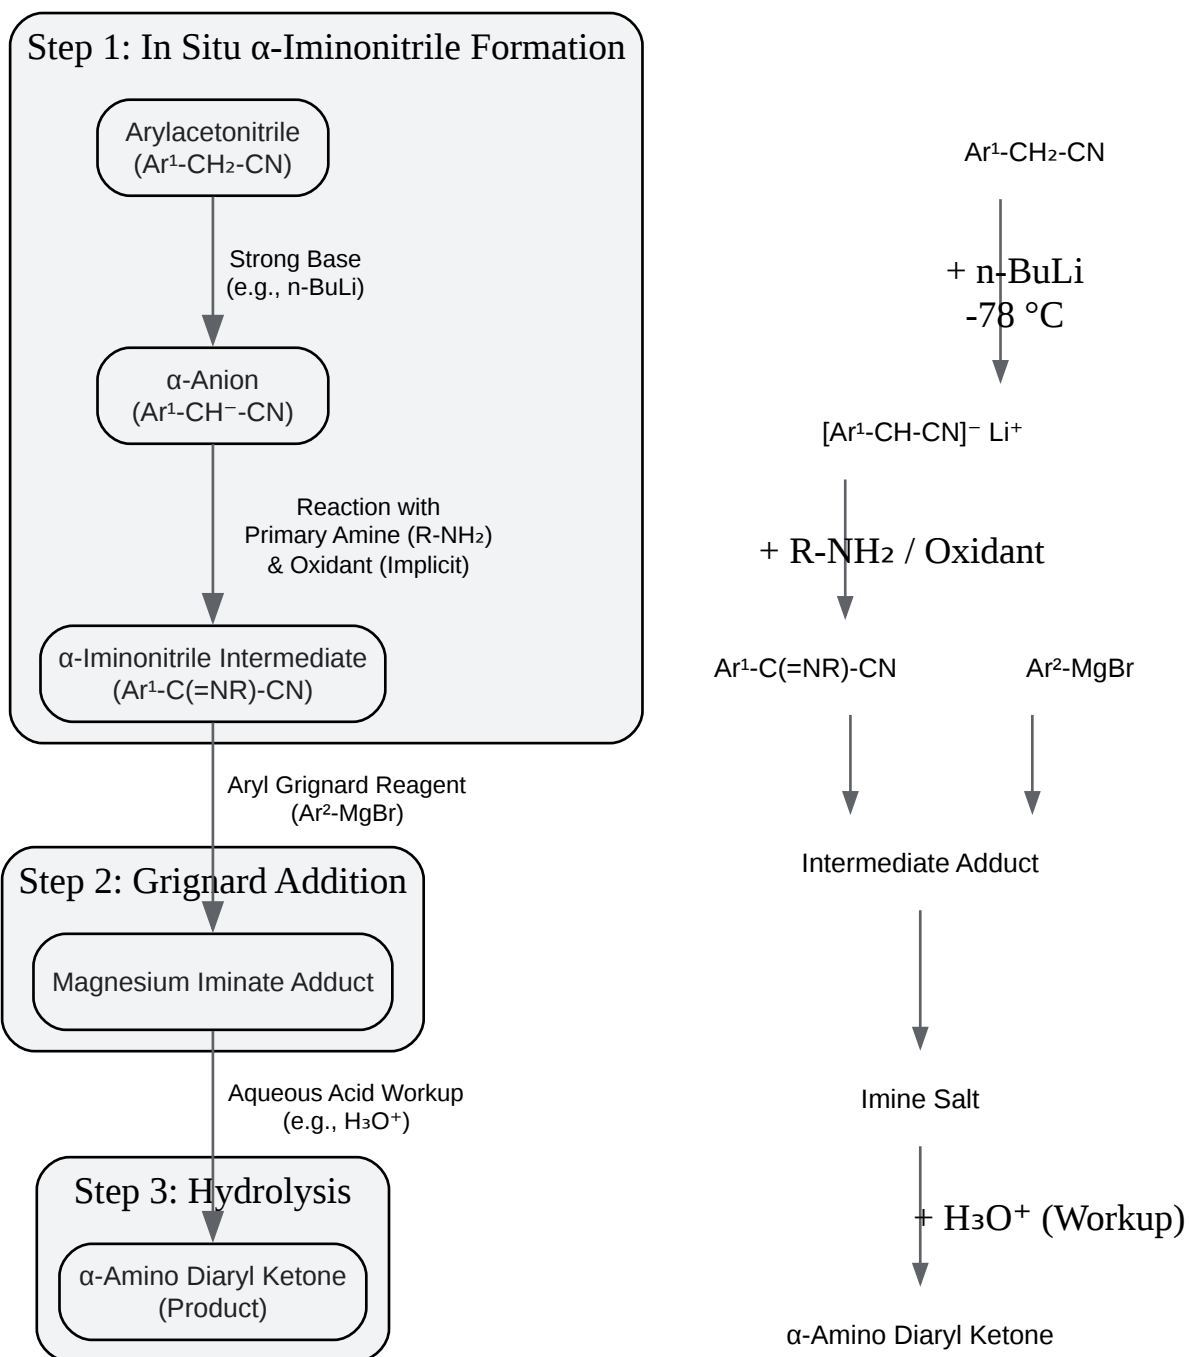 Step 1: In Situ α-Iminonitrile Formation
Arylacetonitrile
(Ar¹-CH₂-CN)
Strong Base
(e.g., n-BuLi)
α-Anion
(Ar¹-CH⁻-CN)
Reaction with
Primary Amine (R-NH₂)
& Oxidant (Implicit)
α-Iminonitrile Intermediate
(Ar¹-C(=NR)-CN)
Aryl Grignard Reagent
(Ar²-MgBr)
Step 2: Grignard Addition
Magnesium Iminate Adduct
Aqueous Acid Workup
(e.g., H₃O⁺)
Step 3: Hydrolysis
α-Amino Diaryl Ketone
(Product)
Ar¹-CH₂-CN
+ n-BuLi
-78 °C
[Ar¹-CH-CN]⁻ Li⁺
+ R-NH₂ / Oxidant
Ar¹-C(=NR)-CN
Ar²-MgBr
Intermediate Adduct
Imine Salt
+ H₃O⁺ (Workup)
α-Amino Diaryl Ketone